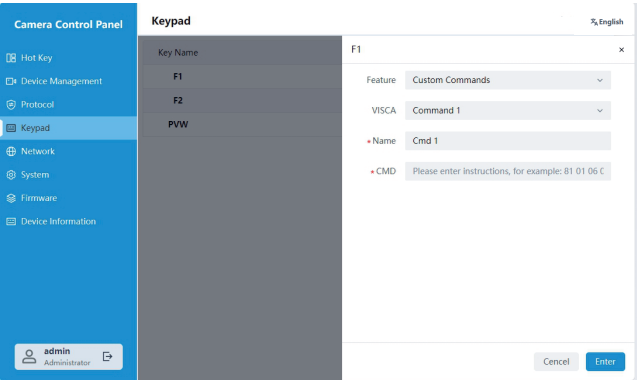 Camera Control Panel
Keypad
English
Hot Key
Device Management
Protocol
Keypad
Network
System
Firmware
Device Information
admin
Administrator
Key Name
F1
F2
PVW
F1
×
Feature
Custom Commands
VISCA
Command 1
* Name
Cmd 1
* CMD
Please enter instructions, for example: 81 01 06
Cancel
Enter